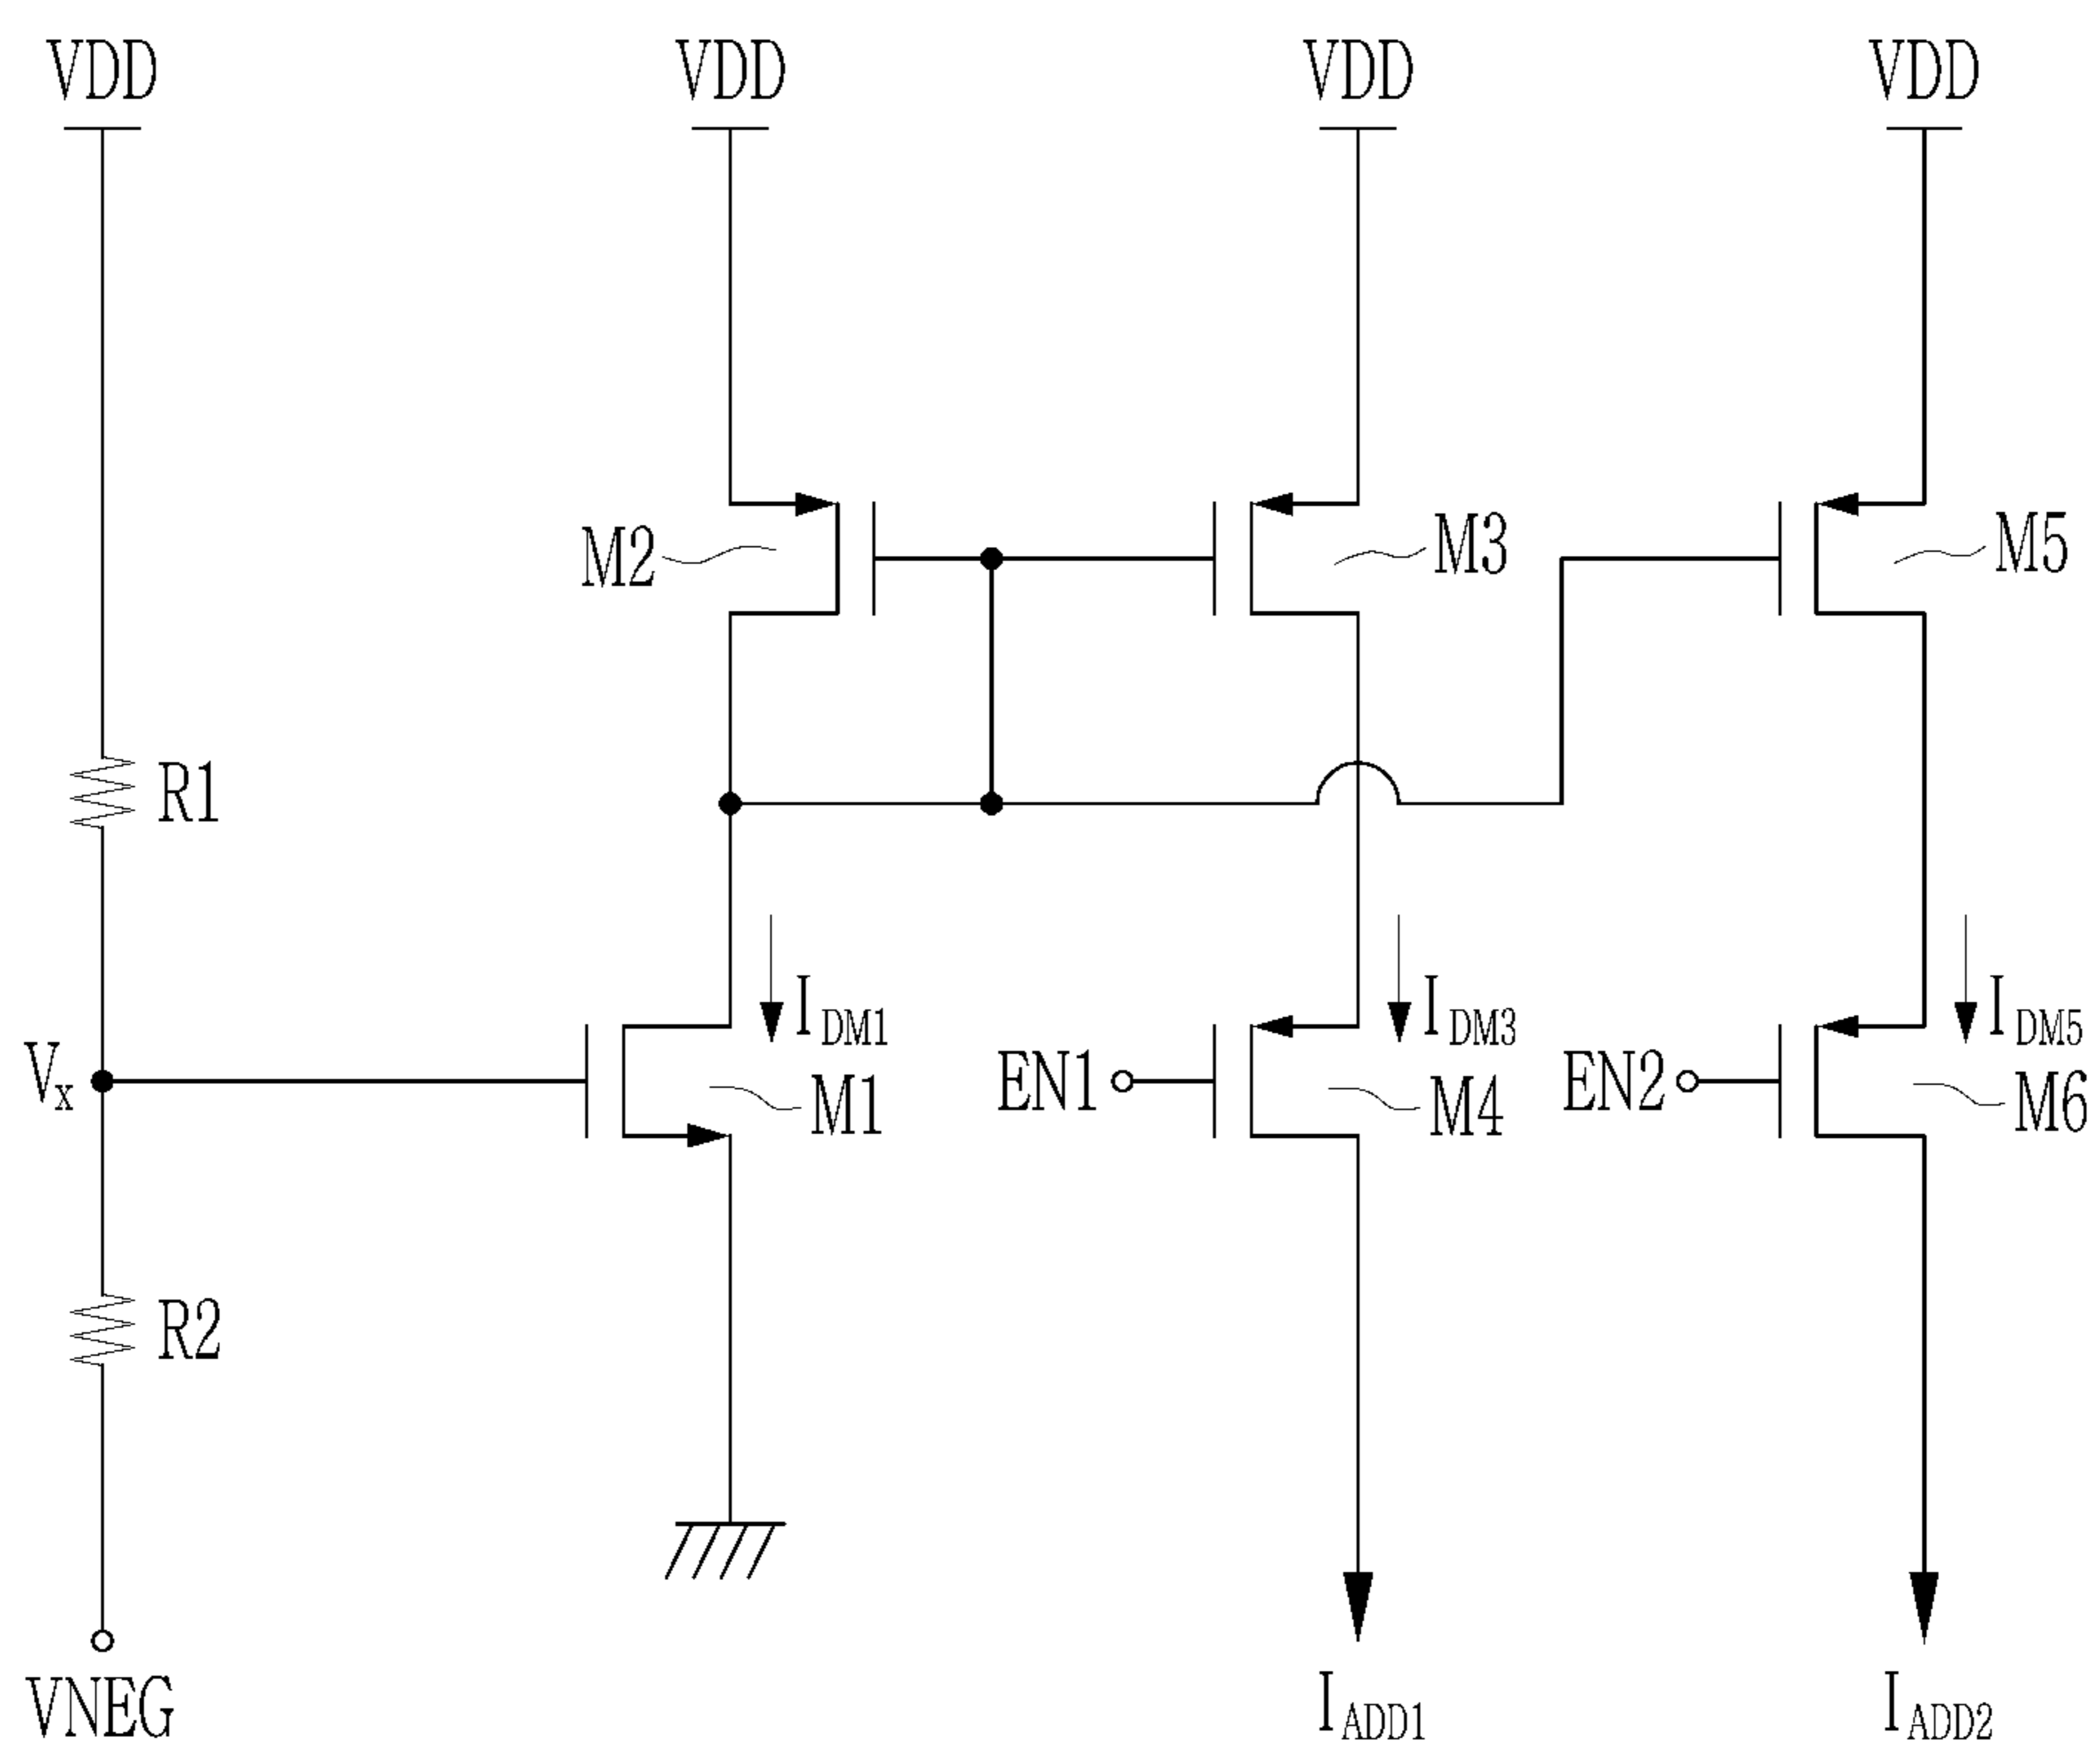 VDD VDD VDD VDD
M2 M3 M5
R1
Vx
IDM1 IDM3 IDM5
M1 EN1 M4 EN2 M6
R2
VNEG IADD1 IADD2